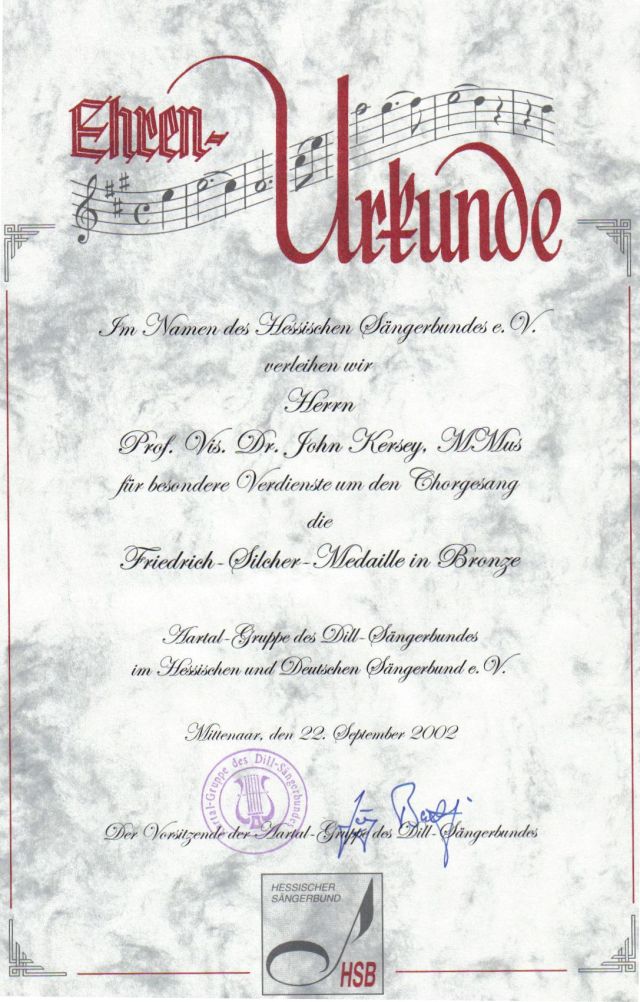 Ehren-
Urkunde
Im Namen des Hessischen Sängerbundes e. V.
verleihen wir
Herrn
Prof. Vis. Dr. John Kersey, MMus
für besondere Verdienste um den Chorgesang
die
Friedrich-Silcher-Medaille in Bronze
Aartal-Gruppe des Dill-Sängerbundes
im Hessischen und Deutschen Sängerbund e. V.
Mittenaar, den 22. September 2002
Aartal-Gruppe des Dill-Sängerbundes
Der Vorsitzende der Aartal-Gruppe des Dill-Sängerbundes
HESSISCHER
SÄNGERBUND
HSB